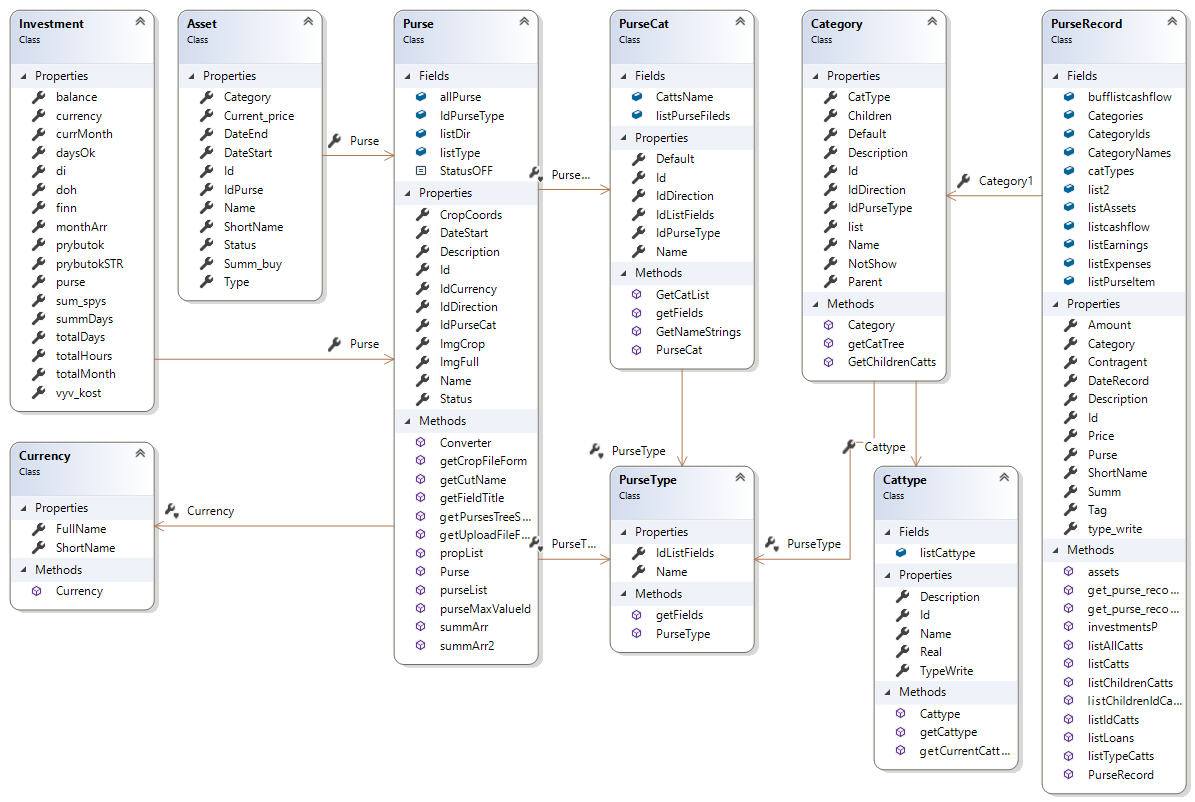 Investment
Class
Properties
balance
currency
currMonth
daysOk
di
doh
finn
monthArr
prybutok
prybutokSTR
purse
sum_spys
summDays
totalDays
totalHours
totalMonth
vyv_kost
Asset
Class
Properties
Category
Current_price
DateEnd
DateStart
Id
IdPurse
Name
ShortName
Status
Summ_buy
Type
Purse
Purse
Purse
Class
Fields
allPurse
IdPurseType
listDir
listType
StatusOFF
Properties
CropCoords
DateStart
Description
Id
IdCurrency
IdDirection
IdPurseCat
ImgCrop
ImgFull
Name
Status
Methods
Converter
getCropFileForm
getCutName
getFieldTitle
getPursesTreeS...
getUploadFileF...
propList
Purse
purseList
purseMaxValueId
summArr
summArr2
Currency
Class
Properties
FullName
ShortName
Methods
Currency
Currency
Purse...
PurseCat
Class
Fields
CattsName
listPurseFileds
Properties
Default
Id
IdDirection
IdListFields
IdPurseType
Name
Methods
GetCatList
getFields
GetNameStrings
PurseCat
PurseType
PurseT...
PurseType
Class
Properties
IdListFields
Name
Methods
getFields
PurseType
Category
Class
Properties
CatType
Children
Default
Description
Id
IdDirection
IdPurseType
list
Name
NotShow
Parent
Methods
Category
getCatTree
GetChildrenCatts
Cattype
PurseType
Cattype
Class
Fields
listCattype
Properties
Description
Id
Name
Real
TypeWrite
Methods
Cattype
getCattype
getCurrentCatt...
Category1
PurseRecord
Class
Fields
bufflistcashflow
Categories
CategoryIds
CategoryNames
catTypes
list2
listAssets
listcashflow
listEarnings
listExpenses
listPurseItem
Properties
Amount
Category
Contragent
DateRecord
Description
Id
Price
Purse
ShortName
Summ
Tag
type_write
Methods
assets
get_purse_reco...
get_purse_reco...
investmentsP
listAllCatts
listCatts
listChildrenCatts
listChildrenIdCa...
listIdCatts
listLoans
listTypeCatts
PurseRecord